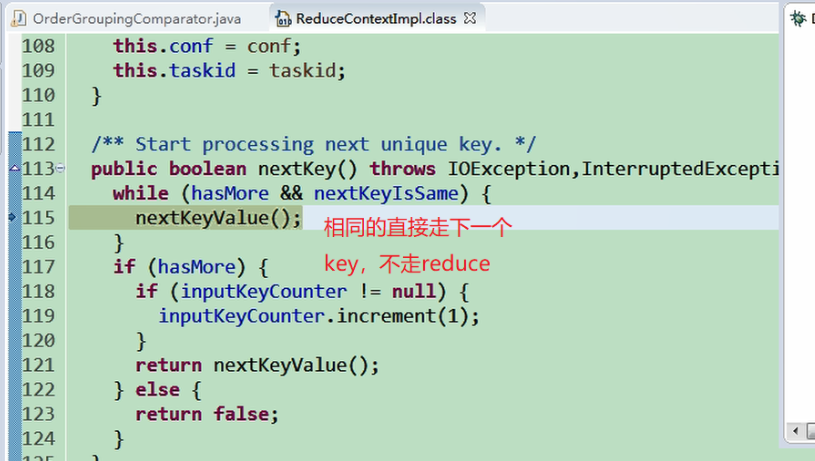 OrderGroupingComparator.java
ReduceContextImpl.class
108 this.conf = conf;
109 this.taskid = taskid;
110 }
111
112 /** Start processing next unique key. */
113 public boolean nextKey() throws IOException,InterruptedExcepti
114 while (hasMore && nextKeyIsSame) {
115 nextKeyValue();
相同的直接走下一个
116 }
key，不走reduce
117 if (hasMore) {
118 if (inputKeyCounter != null) {
119 inputKeyCounter.increment(1);
120 }
121 return nextKeyValue();
122 } else {
123 return false;
124 }